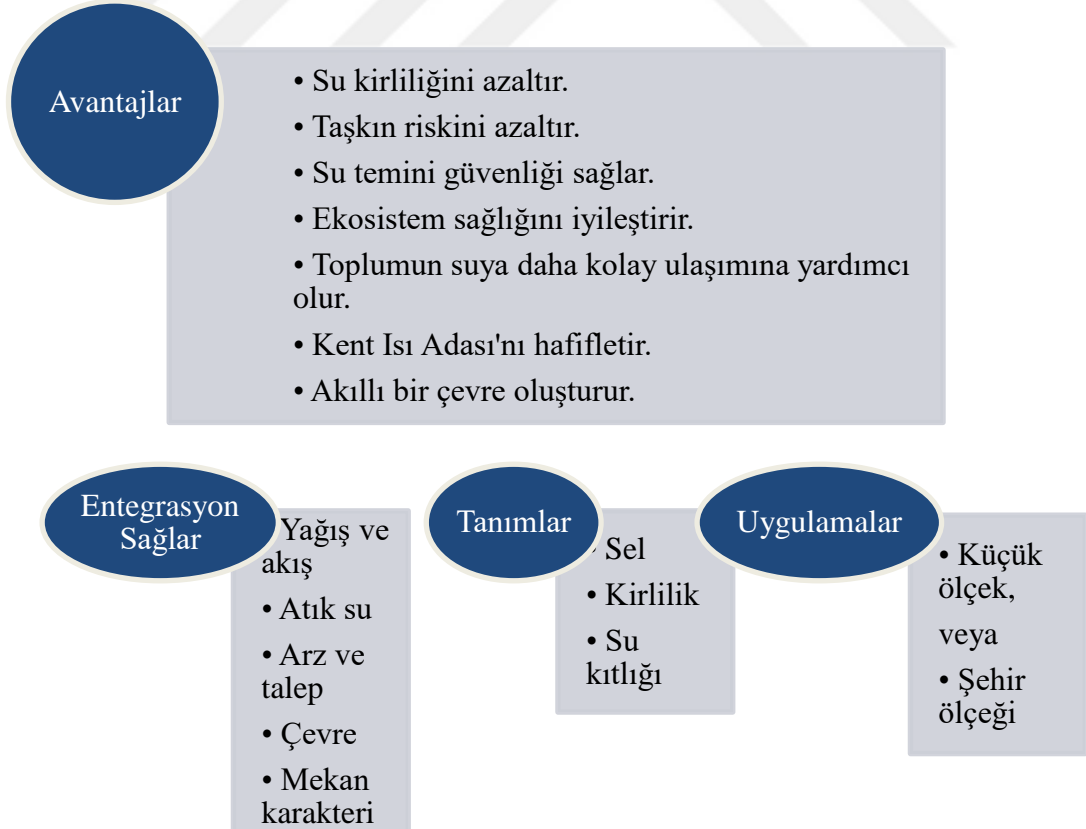 Avantajlar
• Su kirliliğini azaltır.
• Taşkın riskini azaltır.
• Su temini güvenliği sağlar.
• Ekosistem sağlığını iyileştirir.
• Toplumun suya daha kolay ulaşımına yardımcı
olur.
• Kent Isı Adası'nı hafifletir.
• Akıllı bir çevre oluşturur.
Entegrasyon
Sağlar
Yağış ve
akış
• Atık su
• Arz ve
talep
• Çevre
• Mekan
karakteri
Tanımlar
• Sel
• Kirlilik
• Su
kıtlığı
Uygulamalar
• Küçük
ölçek,
veya
• Şehir
ölçeği